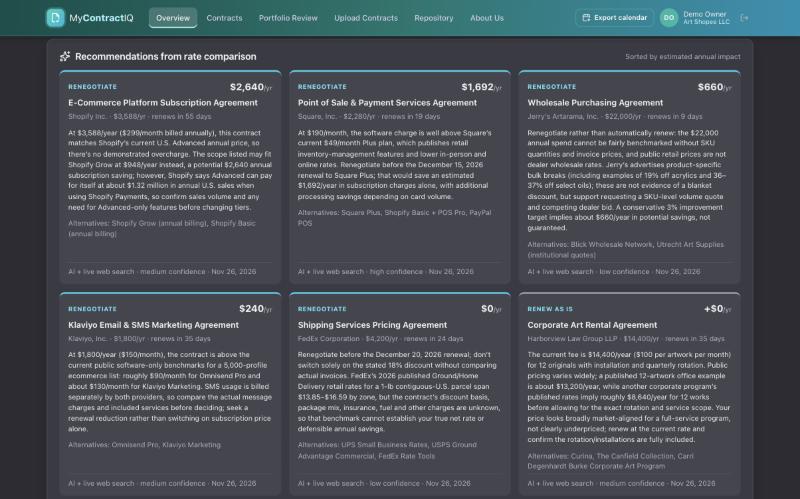 MyContractIQ
Overview
Contracts
Portfolio Review
Upload Contracts
Repository
About Us
Export calendar
DO
Demo Owner
Art Shopee LLC
Recommendations from rate comparison
Sorted by estimated annual impact
RENEGOTIATE
$2,640/yr
E-Commerce Platform Subscription Agreement
Shopify Inc. · $3,588/yr · renews in 55 days
At $3,588/year ($299/month billed annually), this contract
matches Shopify's current U.S. Advanced annual price, so
there's no demonstrated overcharge. The scope listed may fit
Shopify Grow at $948/year instead, a potential $2,640 annual
subscription saving; however, Shopify says Advanced can pay
for itself at about $1.32 million in annual U.S. sales when
using Shopify Payments, so confirm sales volume and any
need for Advanced-only features before changing tiers.
Alternatives: Shopify Grow (annual billing), Shopify Basic
(annual billing)
AI + live web search · medium confidence · Nov 26, 2026
RENEGOTIATE
$1,692/yr
Point of Sale & Payment Services Agreement
Square, Inc. · $2,280/yr · renews in 19 days
At $190/month, the software charge is well above Square's
current $49/month Plus plan, which publishes retail
inventory-management features and lower in-person and
online rates. Renegotiate before the December 15, 2026
renewal to Square Plus; that would save an estimated
$1,692/year in subscription charges alone, with additional
processing savings depending on card volume.
Alternatives: Square Plus, Shopify Basic + POS Pro, PayPal
POS
AI + live web search · high confidence · Nov 26, 2026
RENEGOTIATE
$660/yr
Wholesale Purchasing Agreement
Jerry's Artarama, Inc. · $22,000/yr · renews in 9 days
Renegotiate rather than automatically renew: the $22,000
annual spend cannot be fairly benchmarked without SKU
quantities and invoice prices, and public retail prices are not
dealer wholesale rates. Jerry's advertises product-specific
bulk breaks (including examples of 19% off acrylics and 36–
37% off select oils); these are not evidence of a blanket
discount, but support requesting a SKU-level volume quote
and competing dealer bid. A conservative 3% improvement
target implies about $660/year in potential savings, not
guaranteed.
Alternatives: Blick Wholesale Network, Utrecht Art Supplies
(institutional quotes)
AI + live web search · low confidence · Nov 26, 2026
RENEGOTIATE
$240/yr
Klaviyo Email & SMS Marketing Agreement
Klaviyo, Inc. · $1,800/yr · renews in 35 days
At $1,800/year ($150/month), the contract is above the
current public software-only benchmarks for a 5,000-profile
ecommerce list: roughly $90/month for Omnisend Pro and
about $130/month for Klaviyo Marketing. SMS usage is billed
separately by both providers, so compare the actual message
charges and included services before deciding; seek a
renewal reduction rather than switching on subscription price
alone.
Alternatives: Omnisend Pro, Klaviyo Marketing
AI + live web search · medium confidence · Nov 26, 2026
RENEGOTIATE
$0/yr
Shipping Services Pricing Agreement
FedEx Corporation · $4,200/yr · renews in 24 days
Renegotiate before the December 20, 2026 renewal; don't
switch solely on the stated 18% discount without comparing
actual invoices. FedEx's 2026 published Ground/Home
Delivery retail rates for a 1-lb contiguous-U.S. parcel span
$13.85–$16.59 by zone, but the contract's discount basis,
package mix, insurance, fuel and other charges are unknown,
so that benchmark cannot establish your true net rate or
defensible annual savings.
Alternatives: UPS Small Business Rates, USPS Ground
Advantage Commercial, FedEx Rate Tools
AI + live web search · low confidence · Nov 26, 2026
RENEW AS IS
+$0/yr
Corporate Art Rental Agreement
Harborview Law Group LLP · $14,400/yr · renews in 35 days
The current fee is $14,400/year ($100 per artwork per month)
for 12 originals with installation and quarterly rotation. Public
pricing varies widely; a published 12-artwork office example
is about $13,200/year, while another corporate program's
published rates imply roughly $8,640/year for 12 works
before allowing for the exact rotation and service scope. Your
price looks broadly market-aligned for a full-service program,
not clearly underpriced; renew at the current rate and
confirm the rotation/installations are fully included.
Alternatives: Curina, The Canfield Collection, Carri
Degenhardt Burke Corporate Art Program
AI + live web search · medium confidence · Nov 26, 2026